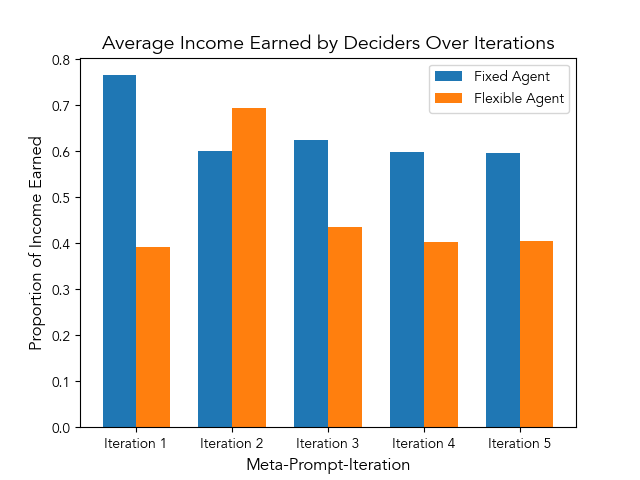 Average Income Earned by Deciders Over Iterations
Fixed Agent
Flexible Agent
Proportion of Income Earned
0.8
0.7
0.6
0.5
0.4
0.3
0.2
0.1
0.0
Iteration 1
Iteration 2
Iteration 3
Iteration 4
Iteration 5
Meta-Prompt-Iteration